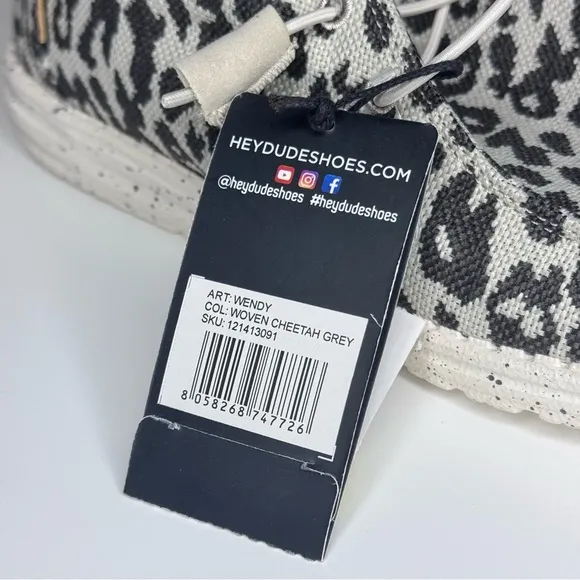 HEYDUDESHOES.COM
@heydudeshoes #heydudeshoes
ART: WENDY
COL: WOVEN CHEETAH GREY
SKU: 121413091
8 058268 747726